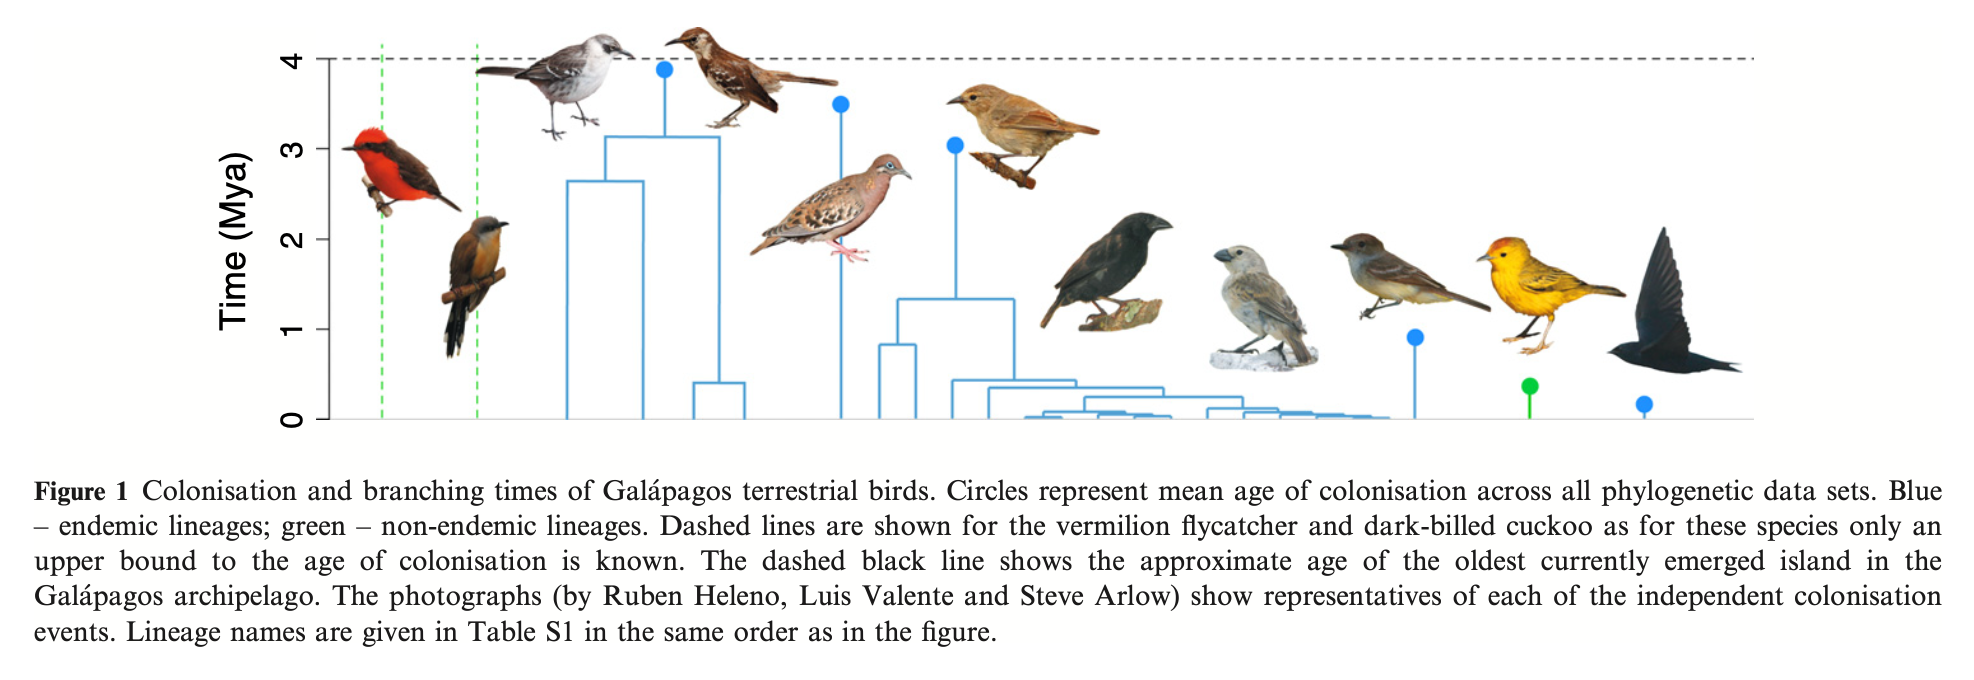 4
3
2
1
0
Time (Mya)
Figure 1 Colonisation and branching times of Galápagos terrestrial birds. Circles represent mean age of colonisation across all phylogenetic data sets. Blue
– endemic lineages; green – non-endemic lineages. Dashed lines are shown for the vermilion flycatcher and dark-billed cuckoo as for these species only an
upper bound to the age of colonisation is known. The dashed black line shows the approximate age of the oldest currently emerged island in the
Galápagos archipelago. The photographs (by Ruben Heleno, Luis Valente and Steve Arlow) show representatives of each of the independent colonisation
events. Lineage names are given in Table S1 in the same order as in the figure.